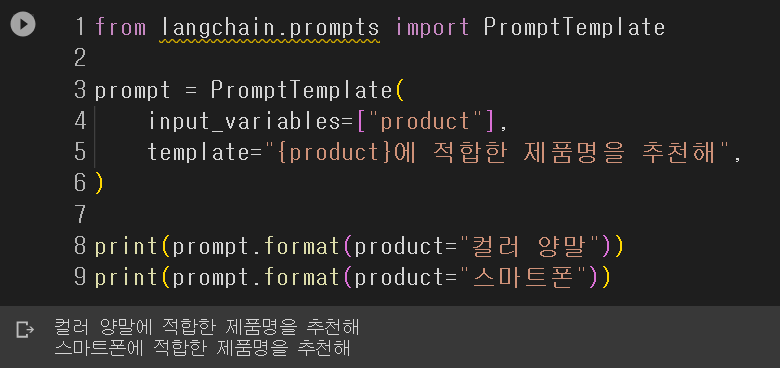 1 from langchain.prompts import PromptTemplate
2
3 prompt = PromptTemplate(
4     input_variables=["product"],
5     template="{product}에 적합한 제품명을 추천해",
6 )
7
8 print(prompt.format(product="컬러 양말"))
9 print(prompt.format(product="스마트폰"))
컬러 양말에 적합한 제품명을 추천해
스마트폰에 적합한 제품명을 추천해